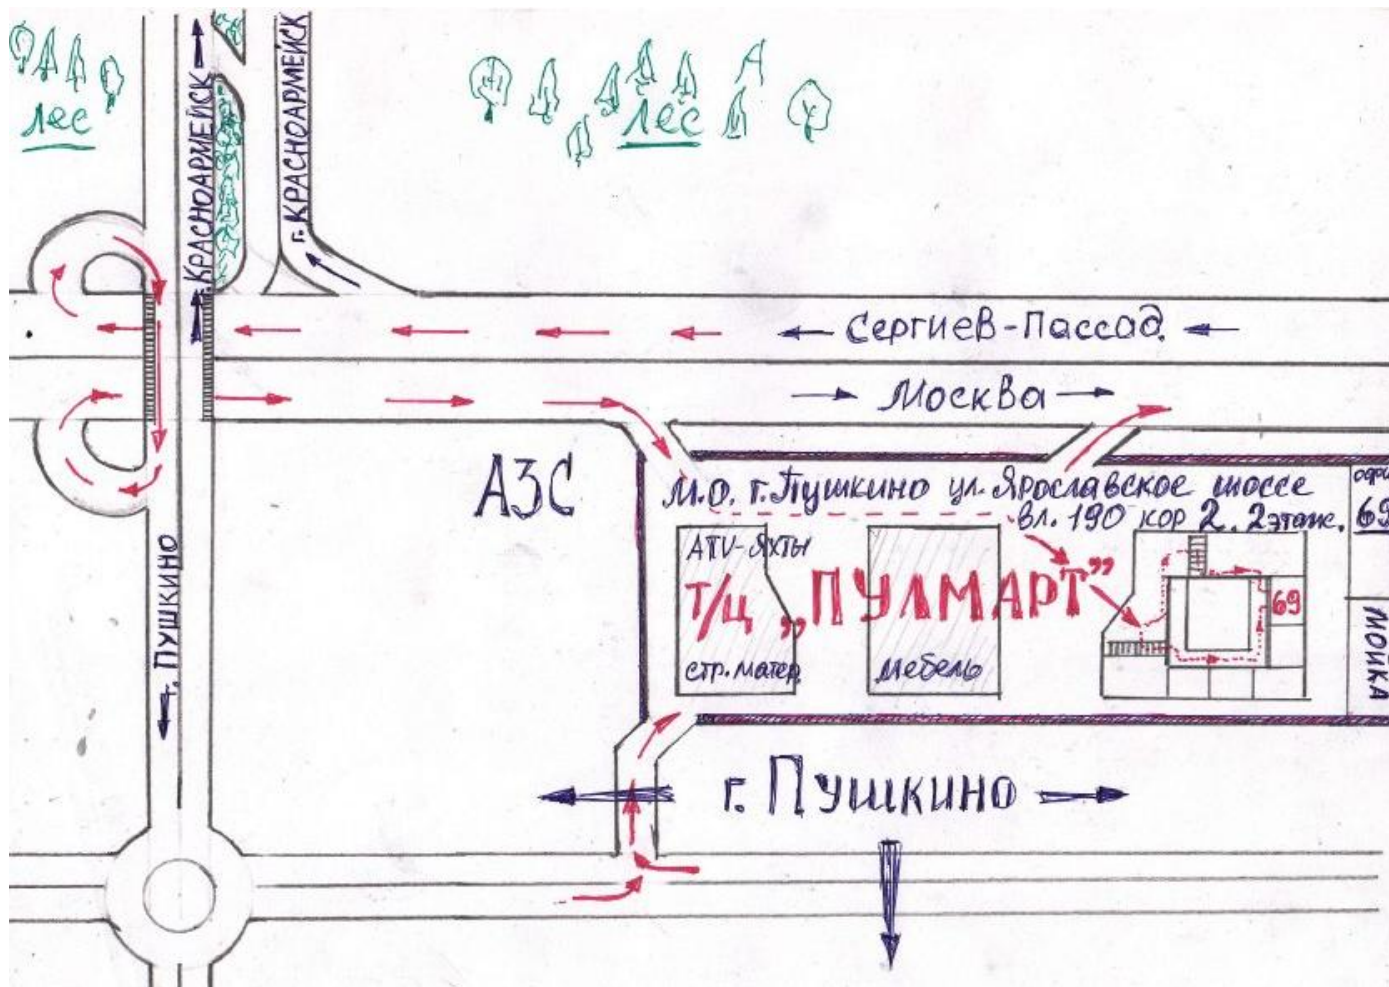 лес
г. КРАСНОАРМЕЙСК
г. КРАСНОАРМЕЙСК
лес
Сергиев-Пассад.
Москва
АЗС
М.О. г. Пушкино ул. Ярославское шоссе
вл. 190 кор 2. 2 этаж.
69
ATV-Яхты
Т/Ц „ПУЛМАРТ”
69
стр. матер.
мебель
МОЙКА
г. ПУШКИНО
г. Пушкино